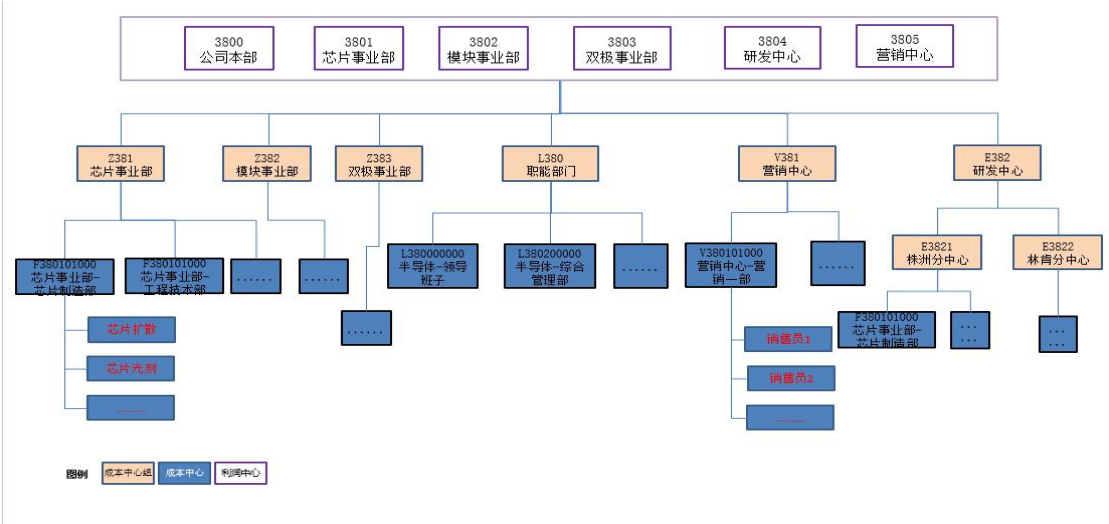 3800
公司本部
3801
芯片事业部
3802
模块事业部
3803
双极事业部
3804
研发中心
3805
营销中心
Z381
芯片事业部
Z382
模块事业部
Z383
双极事业部
L380
职能部门
V381
营销中心
E382
研发中心
F380101000
芯片事业部-
芯片制造部
F380101000
芯片事业部-
工程技术部
......
......
L380000000
半导体-领导
班子
L380200000
半导体-综合
管理部
......
V380101000
营销中心-营
销一部
......
E3821
株洲分中心
E3822
林肯分中心
......
F380101000
芯片事业部-
芯片制造部
...
...
...
...
芯片扩散
芯片光刻
销售员1
销售员2
图例
成本中心组
成本中心
利润中心